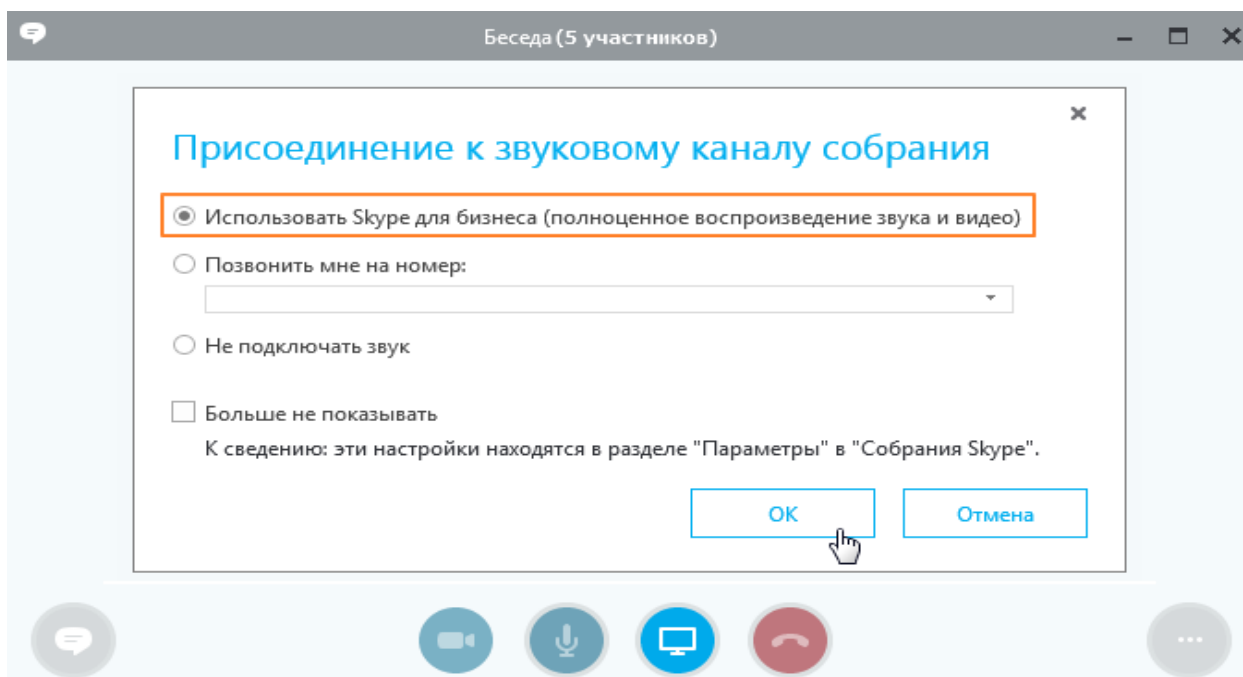 Беседа (5 участников)
Присоединение к звуковому каналу собрания
Использовать Skype для бизнеса (полноценное воспроизведение звука и видео)
Позвонить мне на номер:
Не подключать звук
Больше не показывать
К сведению: эти настройки находятся в разделе "Параметры" в "Собрания Skype".
ОК Отмена